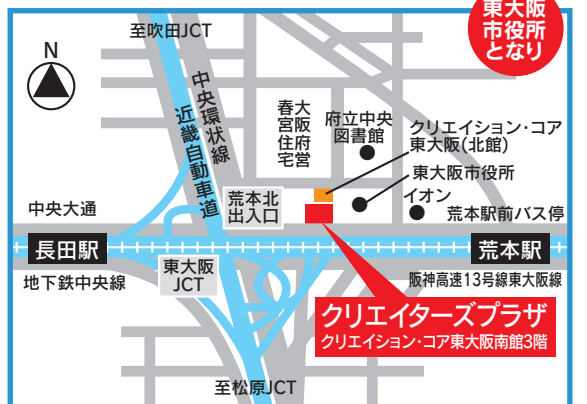 東大阪
市役所
となり
至吹田JCT
N
中央環状線
近畿自動車道
大阪府営
春宮住宅
府立中央
図書館
クリエイション・コア
東大阪(北館)
東大阪市役所
イオン
荒本駅前バス停
荒本北
出入口
中央大通
長田駅
荒本駅
地下鉄中央線
東大阪
JCT
阪神高速13号線東大阪線
クリエイターズプラザ
クリエイション・コア東大阪南館3階
至松原JCT